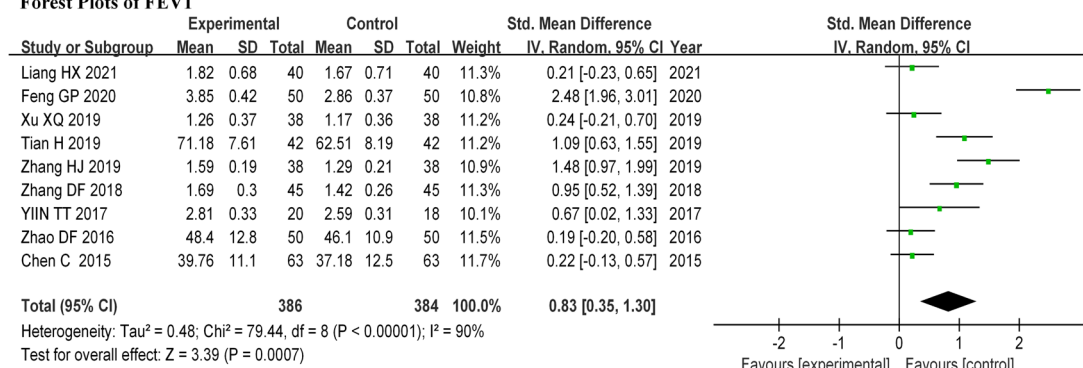 Forest Plots of FEV1
Experimental Control Std. Mean Difference Std. Mean Difference
Study or Subgroup Mean SD Total Mean SD Total Weight IV, Random, 95% CI Year IV, Random, 95% CI
Liang HX 2021 1.82 0.68 40 1.67 0.71 40 11.3% 0.21 [-0.23, 0.65] 2021
Feng GP 2020 3.85 0.42 50 2.86 0.37 50 10.8% 2.48 [1.96, 3.01] 2020
Xu XQ 2019 1.26 0.37 38 1.17 0.36 38 11.2% 0.24 [-0.21, 0.70] 2019
Tian H 2019 71.18 7.61 42 62.51 8.19 42 11.2% 1.09 [0.63, 1.55] 2019
Zhang HJ 2019 1.59 0.19 38 1.29 0.21 38 10.9% 1.48 [0.97, 1.99] 2019
Zhang DF 2018 1.69 0.3 45 1.42 0.26 45 11.3% 0.95 [0.52, 1.39] 2018
YIIN TT 2017 2.81 0.33 20 2.59 0.31 18 10.1% 0.67 [0.02, 1.33] 2017
Zhao DF 2016 48.4 12.8 50 46.1 10.9 50 11.5% 0.19 [-0.20, 0.58] 2016
Chen C 2015 39.76 11.1 63 37.18 12.5 63 11.7% 0.22 [-0.13, 0.57] 2015
Total (95% CI) 386 384 100.0% 0.83 [0.35, 1.30]
Heterogeneity: Tau² = 0.48; Chi² = 79.44, df = 8 (P < 0.00001); I² = 90%
Test for overall effect: Z = 3.39 (P = 0.0007)
-2 -1 0 1 2
Favours [experimental] Favours [control]